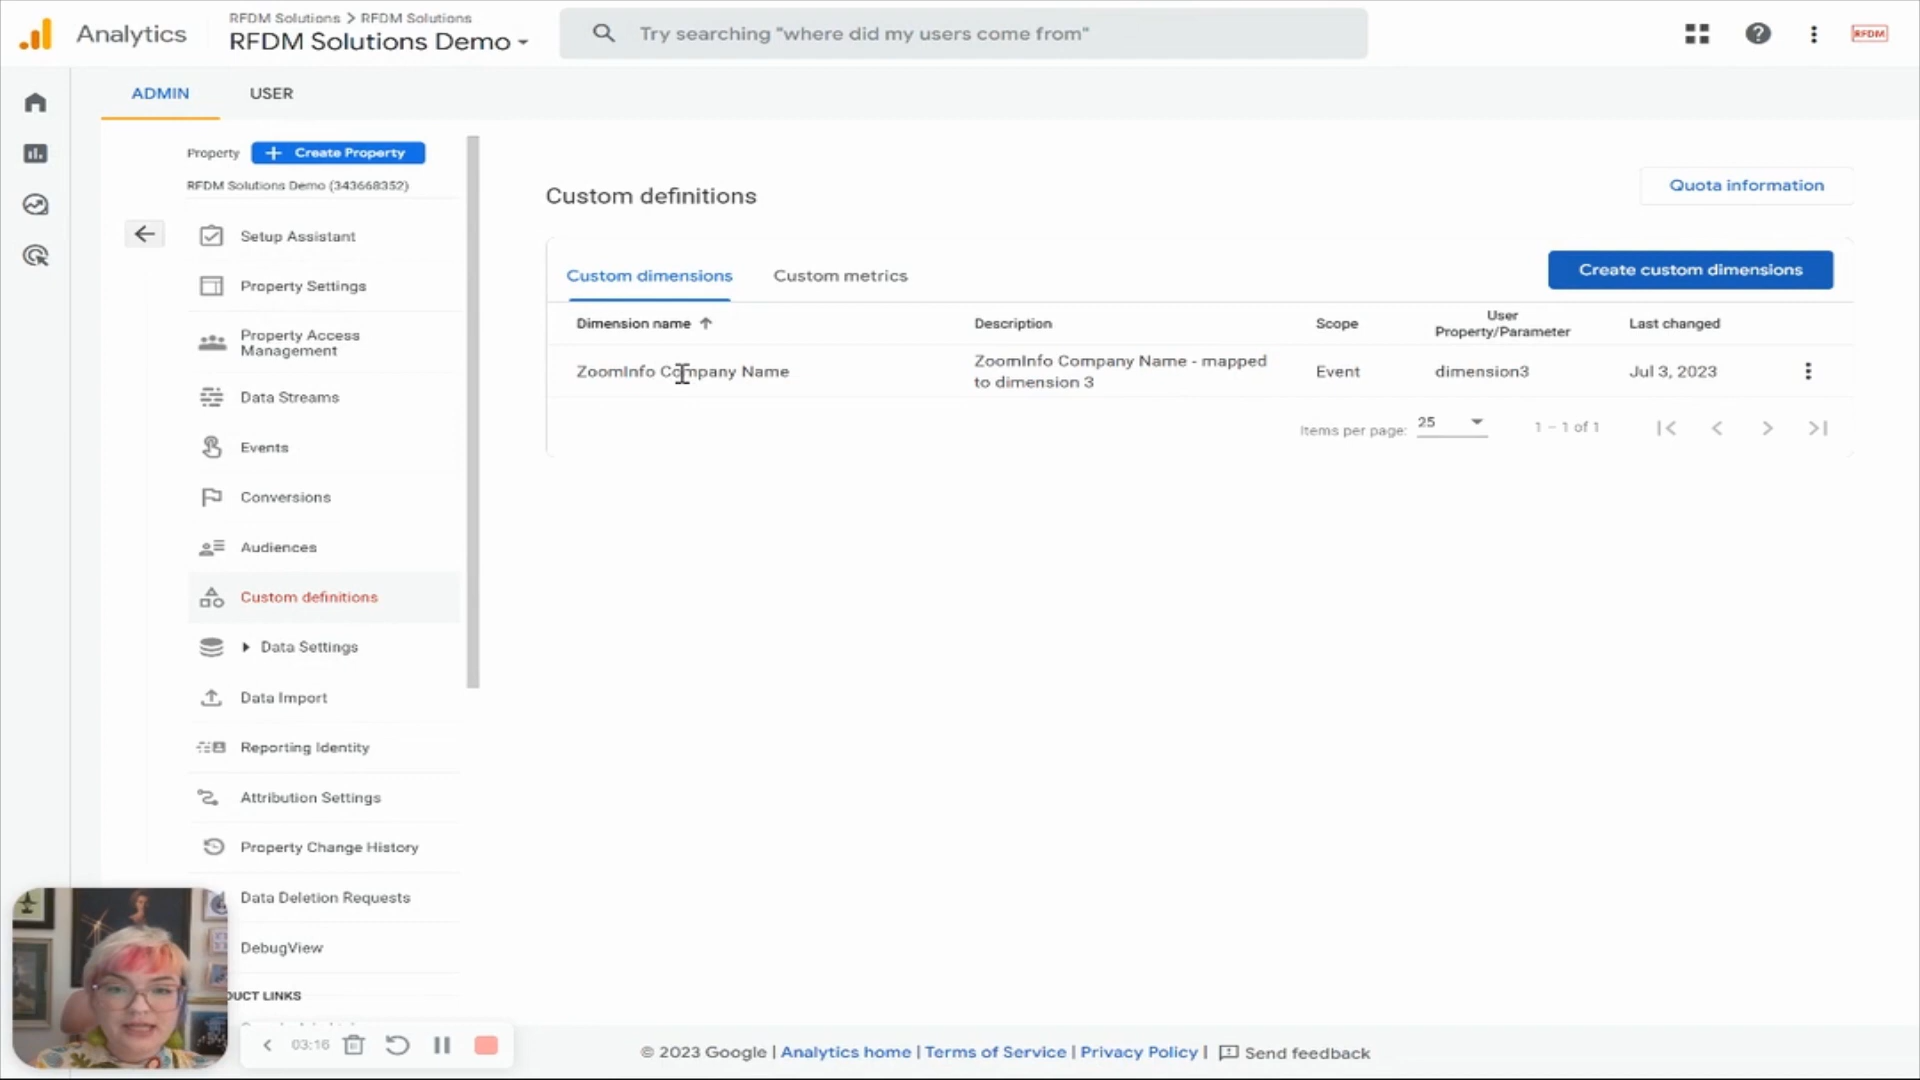 RFDM Solutions > RFDM Solutions
Analytics
RFDM Solutions Demo
Try searching "where did my users come from"
RFDM
ADMIN
USER
Property
+ Create Property
RFDM Solutions Demo (343668352)
Setup Assistant
Property Settings
Property Access
Management
Data Streams
Events
Conversions
Audiences
Custom definitions
Data Settings
Data Import
Reporting Identity
Attribution Settings
Property Change History
Data Deletion Requests
DebugView
UCT LINKS
Custom definitions
Quota information
Custom dimensions
Custom metrics
Create custom dimensions
Dimension name
Description
Scope
User
Property/Parameter
Last changed
ZoomInfo Company Name
ZoomInfo Company Name - mapped
to dimension 3
Event
dimension3
Jul 3, 2023
Items per page:
25
1 – 1 of 1
03:16
© 2023 Google | Analytics home | Terms of Service | Privacy Policy |
Send feedback